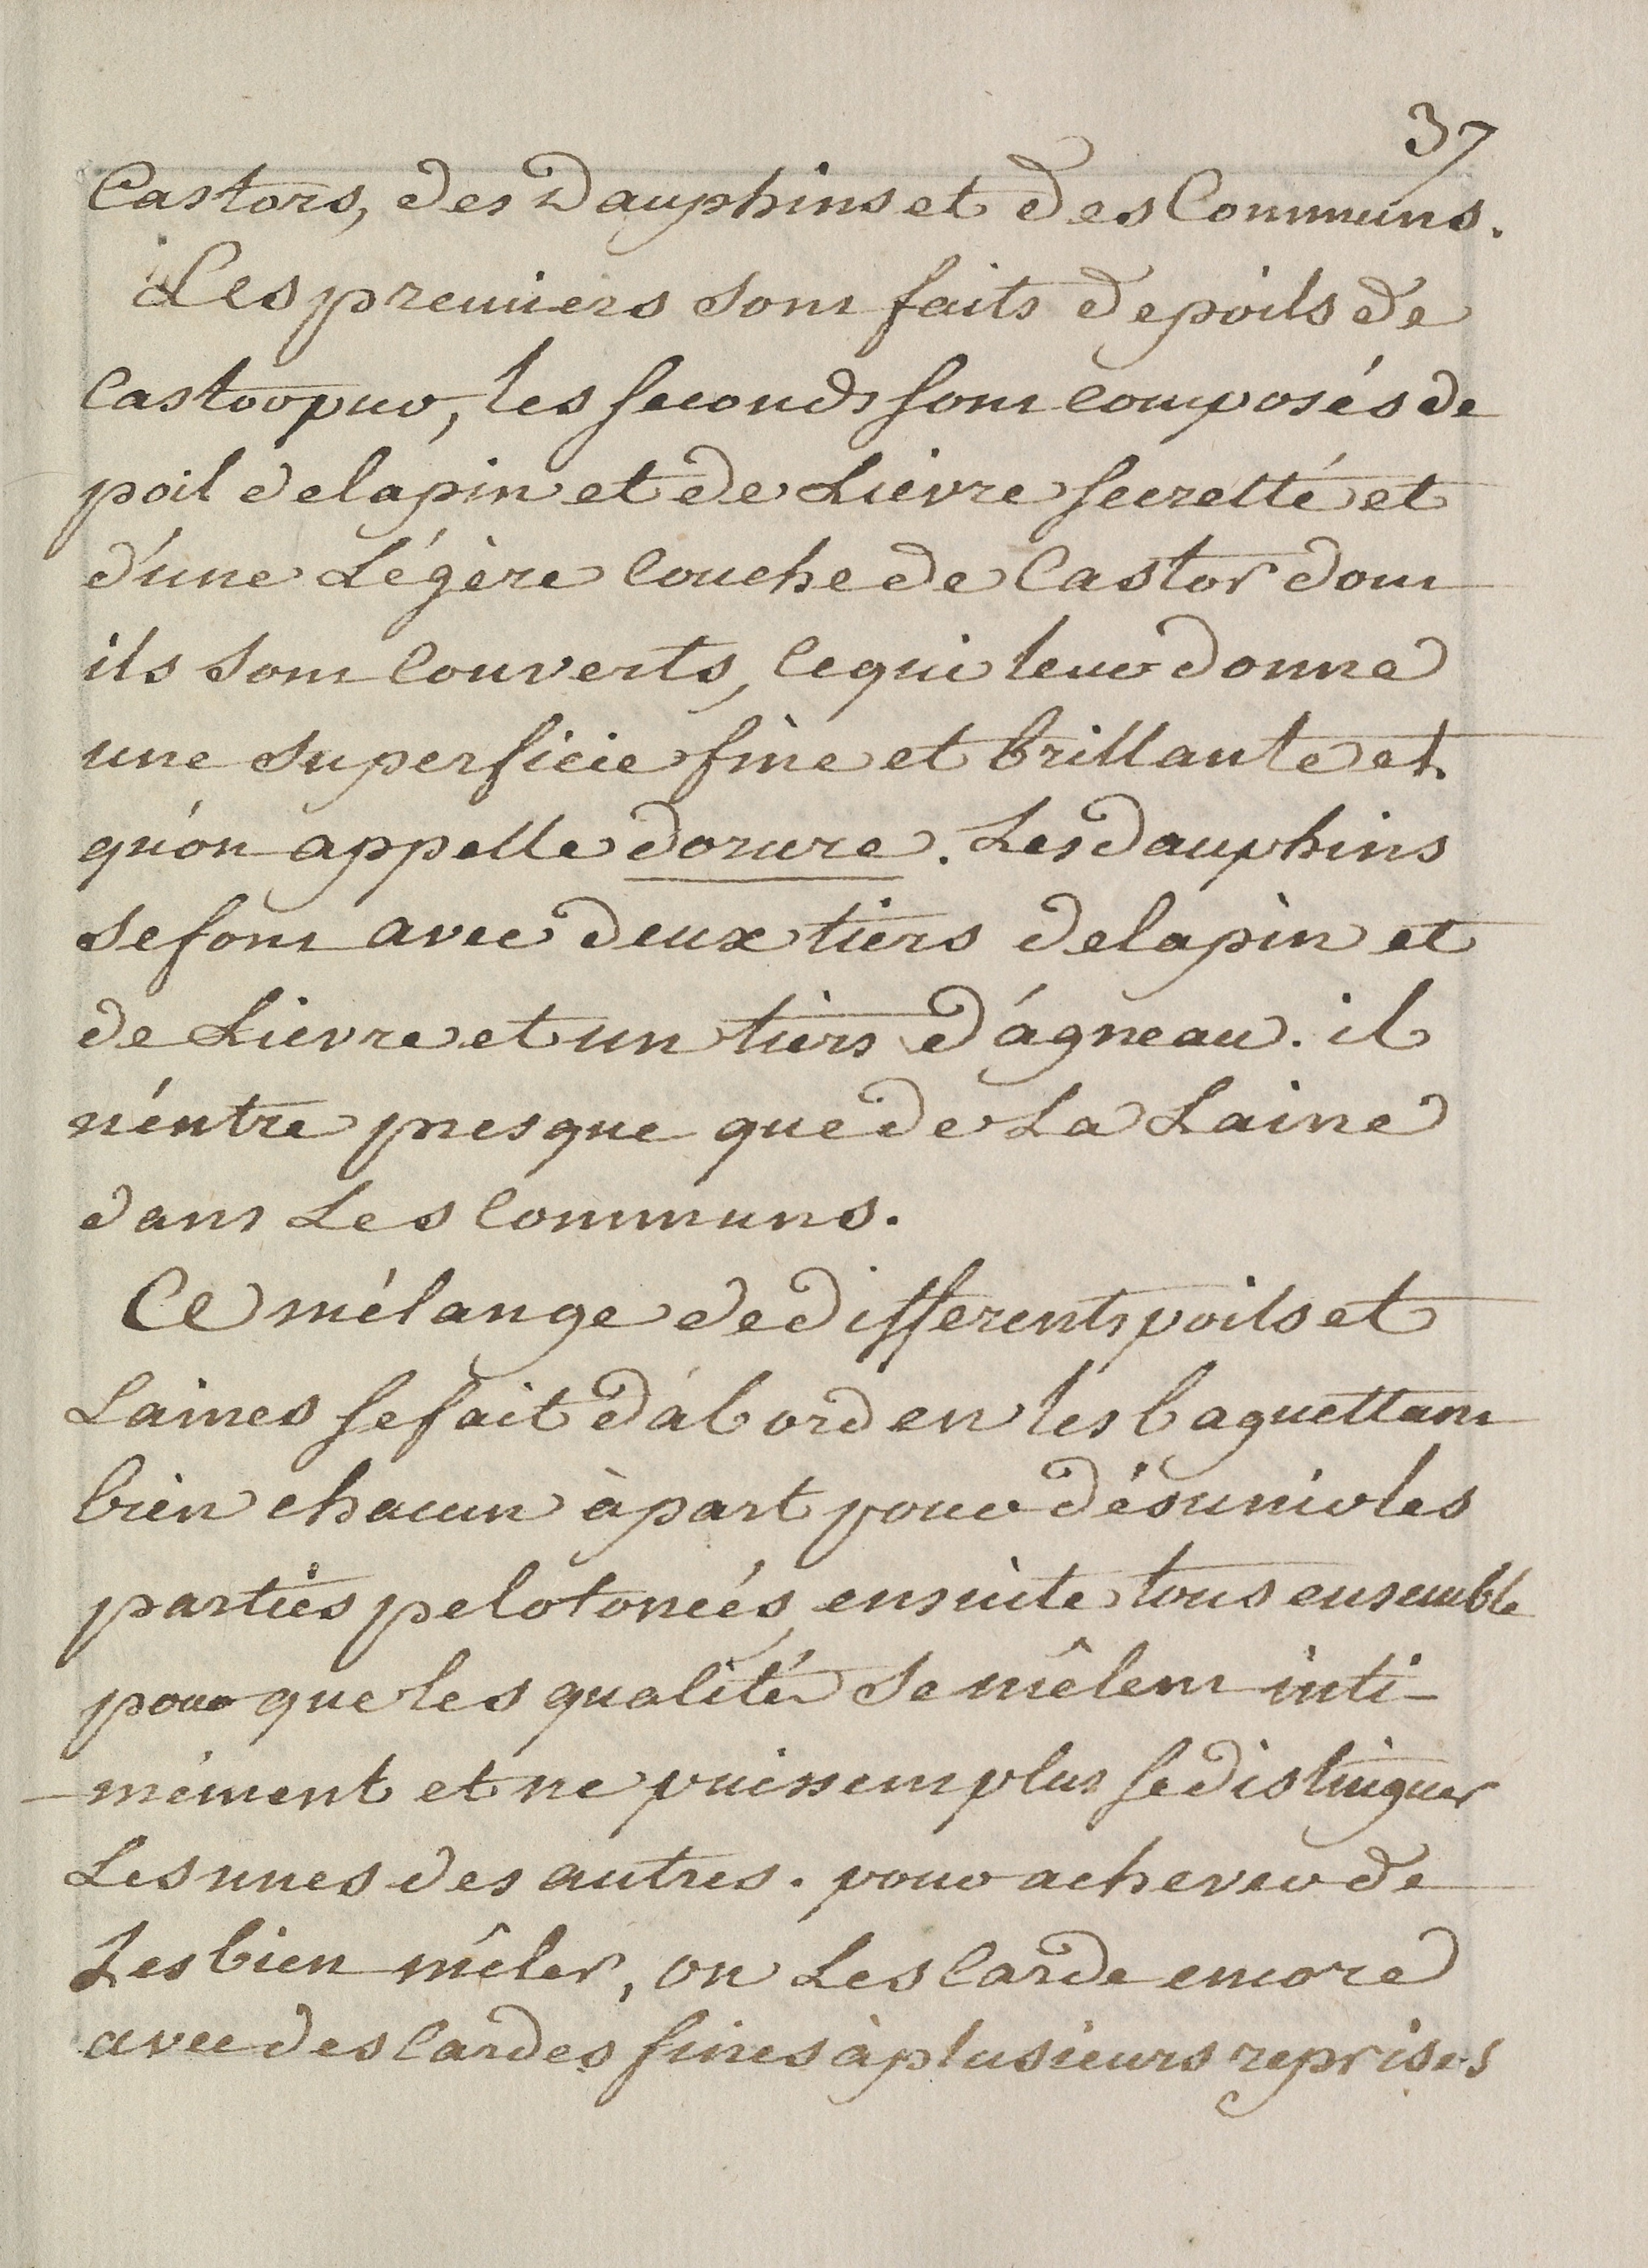 37
Castors, des Dauphins et des Communs.
Les premiers sont faits de poils de
Castor pur, les seconds sont composés de
poil de lapin et de Lievre secretté et
d'une Légère Couche de Castor dont
ils sont Couverts, ce qui leur donne
une superficie fine et brillante et
qu'on appelle dorure. Les dauphins
se font avec deux tiers de lapin et
de Lievre et un tiers d'agneau. il
n'entre presque que de La Laine
dans Les Communs.
Ce mélange de differents poils et
Laines se fait d'abord en les baguettant
bien chacun à part pour désunir les
parties pelotonées, ensuite tous ensemble
pour que les qualités se mêlent inti-
-mément et ne puissent plus se distinguer
Les unes des autres. pour achever de
Les bien mêler, on Les Carde encore
avec des Cardes fines à plusieurs reprises